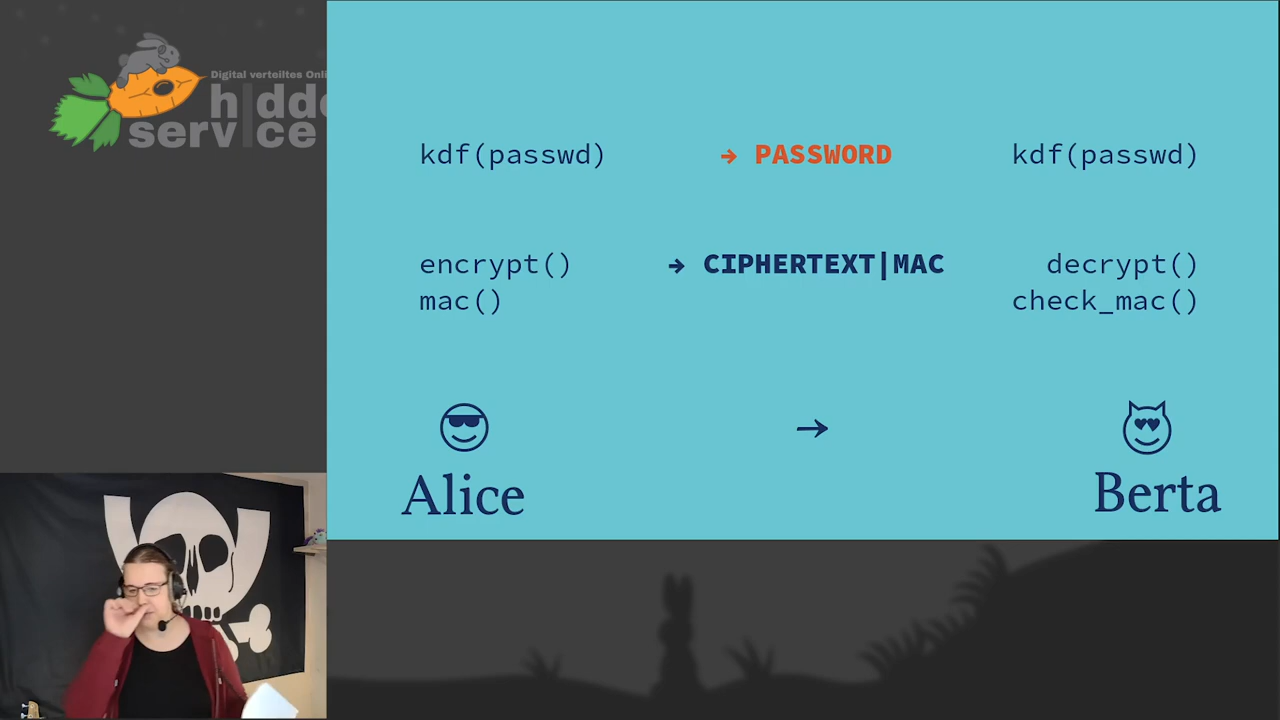 Digital verteiltes Onli
hidde
service
kdf(passwd) → PASSWORD kdf(passwd)
encrypt() → CIPHERTEXT|MAC decrypt()
mac() check_mac()
→
Alice Berta